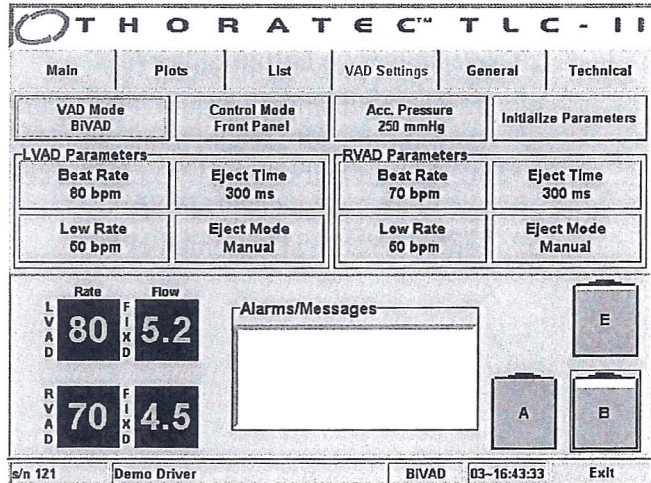 THORATEC™ TLC-II
Main Plots List VAD Settings General Technical
VAD Mode BiVAD
Control Mode Front Panel
Acc. Pressure 250 mmHg
Initialize Parameters
LVAD Parameters
Beat Rate 80 bpm
Eject Time 300 ms
Low Rate 50 bpm
Eject Mode Manual
RVAD Parameters
Beat Rate 70 bpm
Eject Time 300 ms
Low Rate 60 bpm
Eject Mode Manual
Rate Flow
LVAD 80 FIXD 5.2
RVAD 70 FIXD 4.5
Alarms/Messages
E
A
B
s/n 121 Demo Driver BIVAD 03-16:43:33 Exit